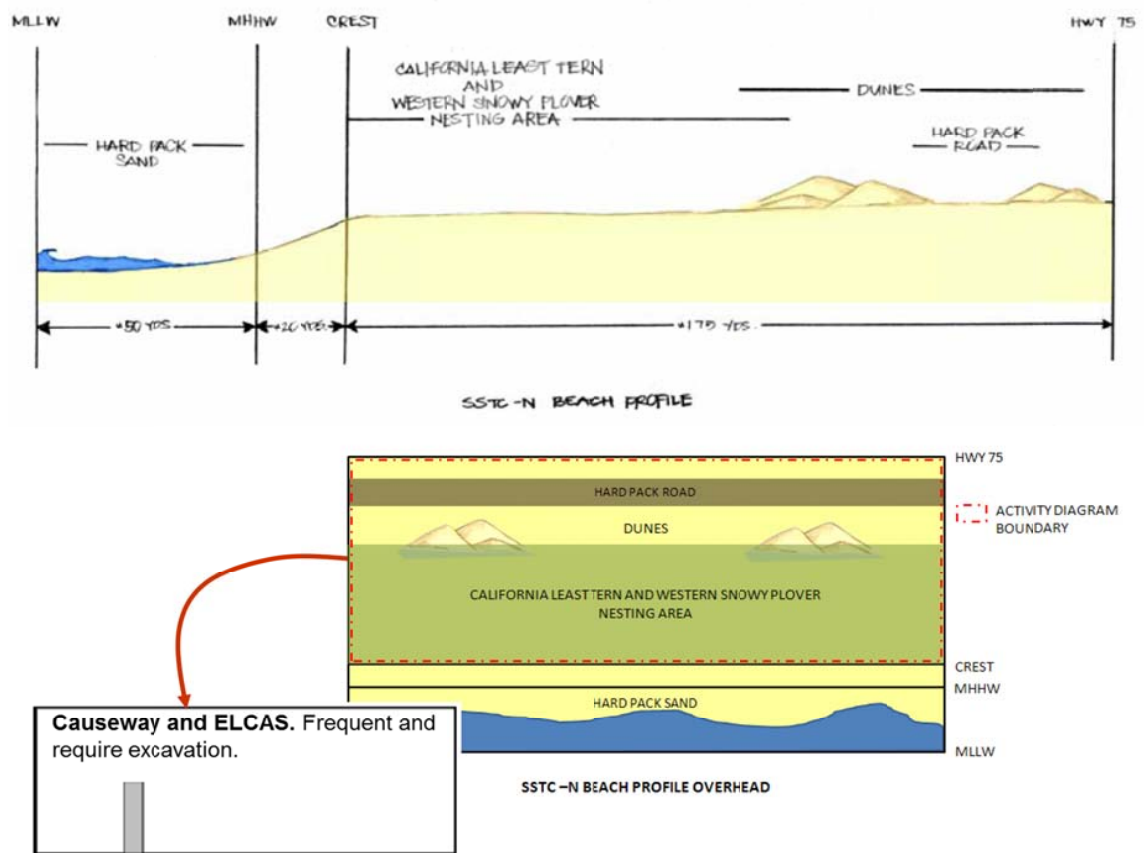 MLLW
MHHW
CREST
HWY 75
CALIFORNIA LEAST TERN
AND
WESTERN SNOWY PLOVER
NESTING AREA
DUNES
HARD PACK
ROAD
HARD PACK
SAND
±50 YDS
±20 YDS.
±175 YDS.
SSTC-N BEACH PROFILE
HWY 75
HARD PACK ROAD
ACTIVITY DIAGRAM
BOUNDARY
DUNES
CALIFORNIA LEAST TERN AND WESTERN SNOWY PLOVER
NESTING AREA
CREST
MHHW
HARD PACK SAND
MLLW
SSTC –N BEACH PROFILE OVERHEAD
Causeway and ELCAS. Frequent and
require excavation.